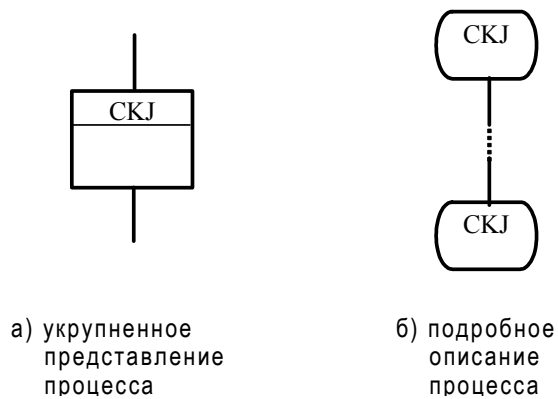 CKJ
CKJ
CKJ
а) укрупненное
представление
процесса
б) подробное
описание
процесса